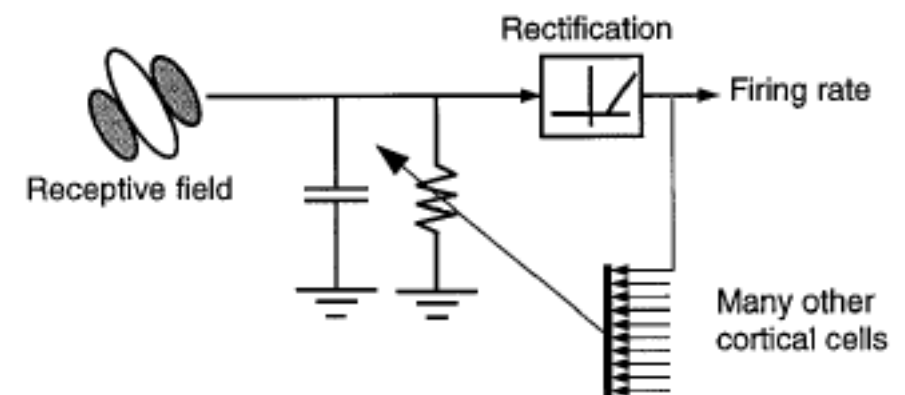 Rectification
Firing rate
Receptive field
Many other
cortical cells